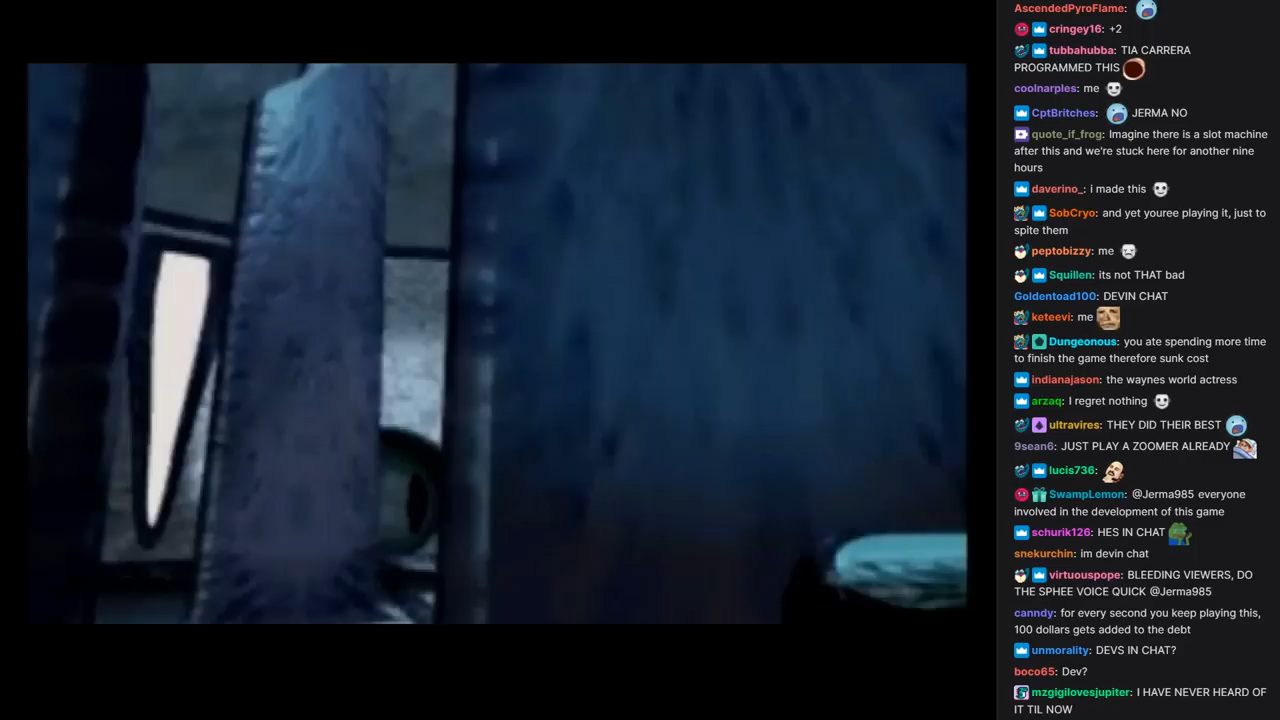 AscendedPyroFlame:
cringey16: +2
tubbahubba: TIA CARRERA
PROGRAMMED THIS
coolnarples: me
CptBritches: JERMA NO
quote_if_frog: Imagine there is a slot machine
after this and we're stuck here for another nine
hours
daverino_: i made this
SobCryo: and yet youree playing it, just to
spite them
peptobizzy: me
Squillen: its not THAT bad
Goldentoad100: DEVIN CHAT
keteevi: me
Dungeonous: you ate spending more time
to finish the game therefore sunk cost
indianajason: the waynes world actress
arzaq: I regret nothing
ultravires: THEY DID THEIR BEST
9sean6: JUST PLAY A ZOOMER ALREADY
lucis736:
SwampLemon: @Jerma985 everyone
involved in the development of this game
schurik126: HES IN CHAT
snekurchin: im devin chat
virtuouspope: BLEEDING VIEWERS, DO
THE SPHEE VOICE QUICK @Jerma985
canndy: for every second you keep playing this,
100 dollars gets added to the debt
unmorality: DEVS IN CHAT?
boco65: Dev?
mzgigilovesjupiter: I HAVE NEVER HEARD OF
IT TIL NOW